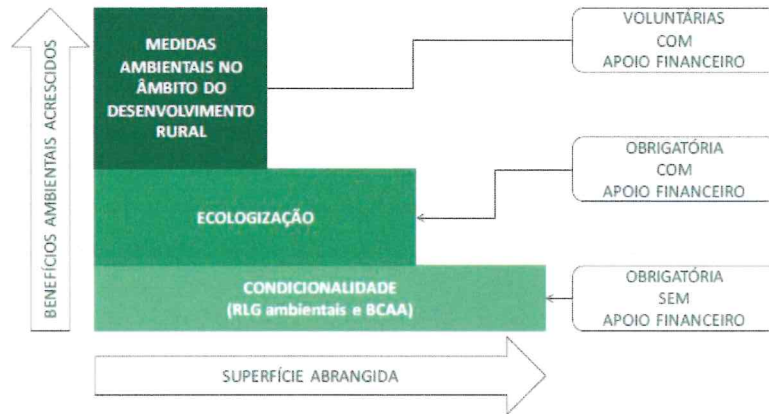 BENEFÍCIOS AMBIENTAIS ACRESCIDOS
MEDIDAS
AMBIENTAIS NO
ÂMBITO DO
DESENVOLVIMENTO
RURAL
VOLUNTÁRIAS
COM
APOIO FINANCEIRO
ECOLOGIZAÇÃO
OBRIGATÓRIA
COM
APOIO FINANCEIRO
CONDICIONALIDADE
(RLG ambientais e BCAA)
OBRIGATÓRIA
SEM
APOIO FINANCEIRO
SUPERFÍCIE ABRANGIDA